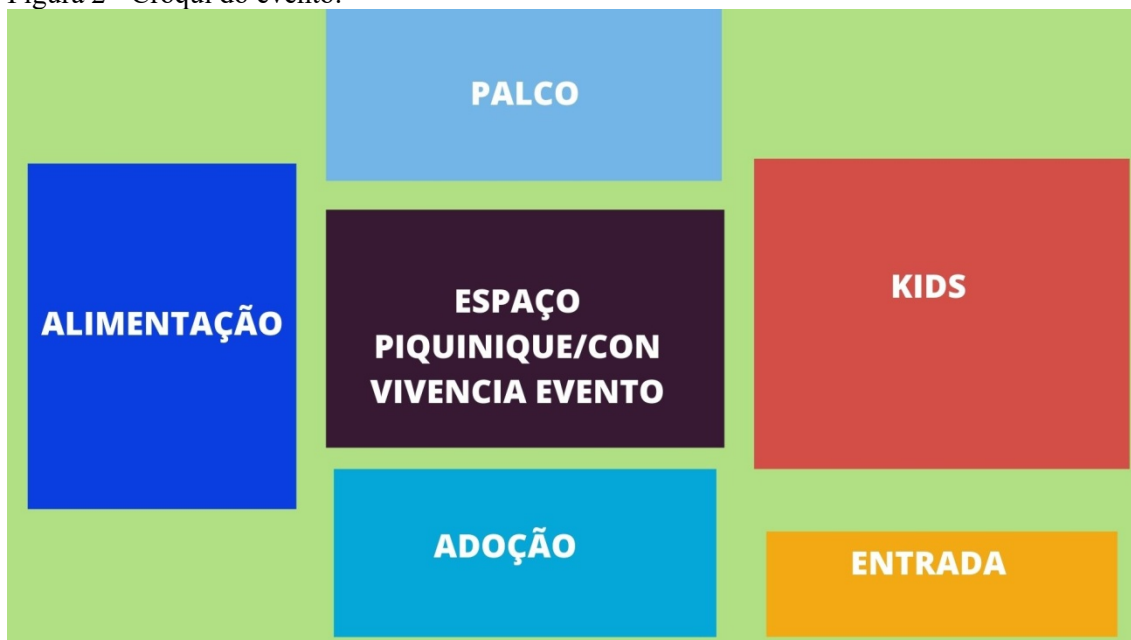 PALCO
ALIMENTAÇÃO
ESPAÇO
PIQUINIQUE/CON
VIVENCIA EVENTO
KIDS
ADOÇÃO
ENTRADA